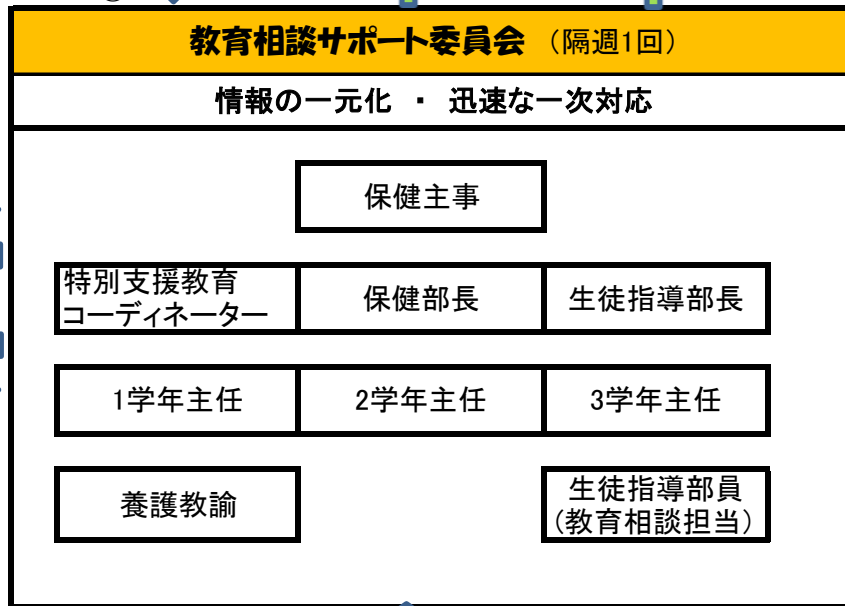 教育相談サポート委員会（隔週1回）
情報の一元化 ・ 迅速な一次対応
保健主事
特別支援教育
コーディネーター
保健部長
生徒指導部長
1学年主任
2学年主任
3学年主任
養護教諭
生徒指導部員
(教育相談担当)